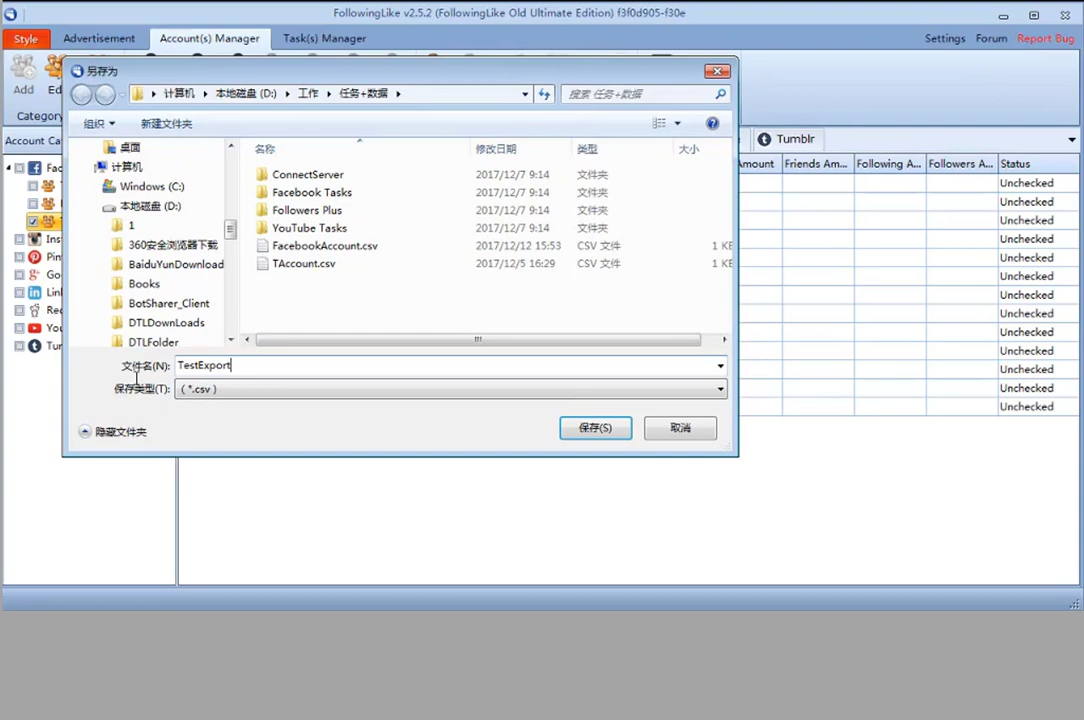 FollowingLike v2.5.2 (FollowingLike Old Ultimate Edition) f3f0d905-f30e
Style Advertisement Account(s) Manager Task(s) Manager Settings Forum Report Bug
Add
Category
Account Ca
另存为
计算机 本地磁盘 (D:) 工作 任务+数据
搜索 任务+数据
组织 新建文件夹
桌面
计算机
Windows (C:)
本地磁盘 (D:)
1
360安全浏览器下载
BaiduYunDownload
Books
BotSharer_Client
DTLDownLoads
DTLFolder
名称 修改日期 类型 大小
ConnectServer 2017/12/7 9:14 文件夹
Facebook Tasks 2017/12/7 9:14 文件夹
Followers Plus 2017/12/7 9:14 文件夹
YouTube Tasks 2017/12/7 9:14 文件夹
FacebookAccount.csv 2017/12/12 15:53 CSV 文件 1 KB
TAccount.csv 2017/12/5 16:29 CSV 文件 1 KB
文件名(N): TestExport
保存类型(T): ( *.csv )
隐藏文件夹
保存(S) 取消
Fac
Ins
Pin
Go
Lin
Rec
You
Tur
Tumblr
Amount Friends Am... Following A... Followers A... Status
Unchecked
Unchecked
Unchecked
Unchecked
Unchecked
Unchecked
Unchecked
Unchecked
Unchecked
Unchecked
Unchecked
Unchecked
Unchecked